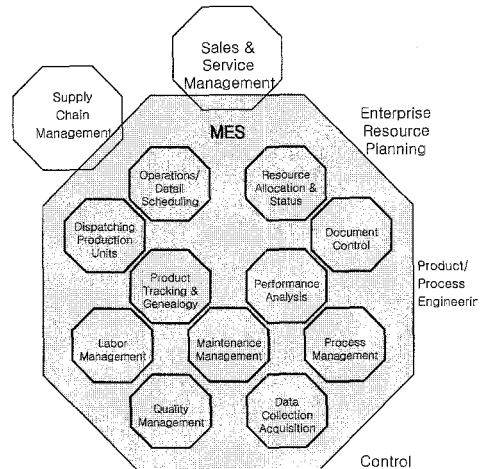 Sales &
Service
Management
Supply
Chain
Management
Enterprise
Resource
Planning
MES
Operations/
Detail
Scheduling
Resource
Allocation &
Status
Dispatching
Production
Units
Document
Control
Product
Tracking &
Genealogy
Performance
Analysis
Product/
Process
Engineerin
Labor
Management
Maintenance
Management
Process
Management
Quality
Management
Data
Collection
Acquisition
Control